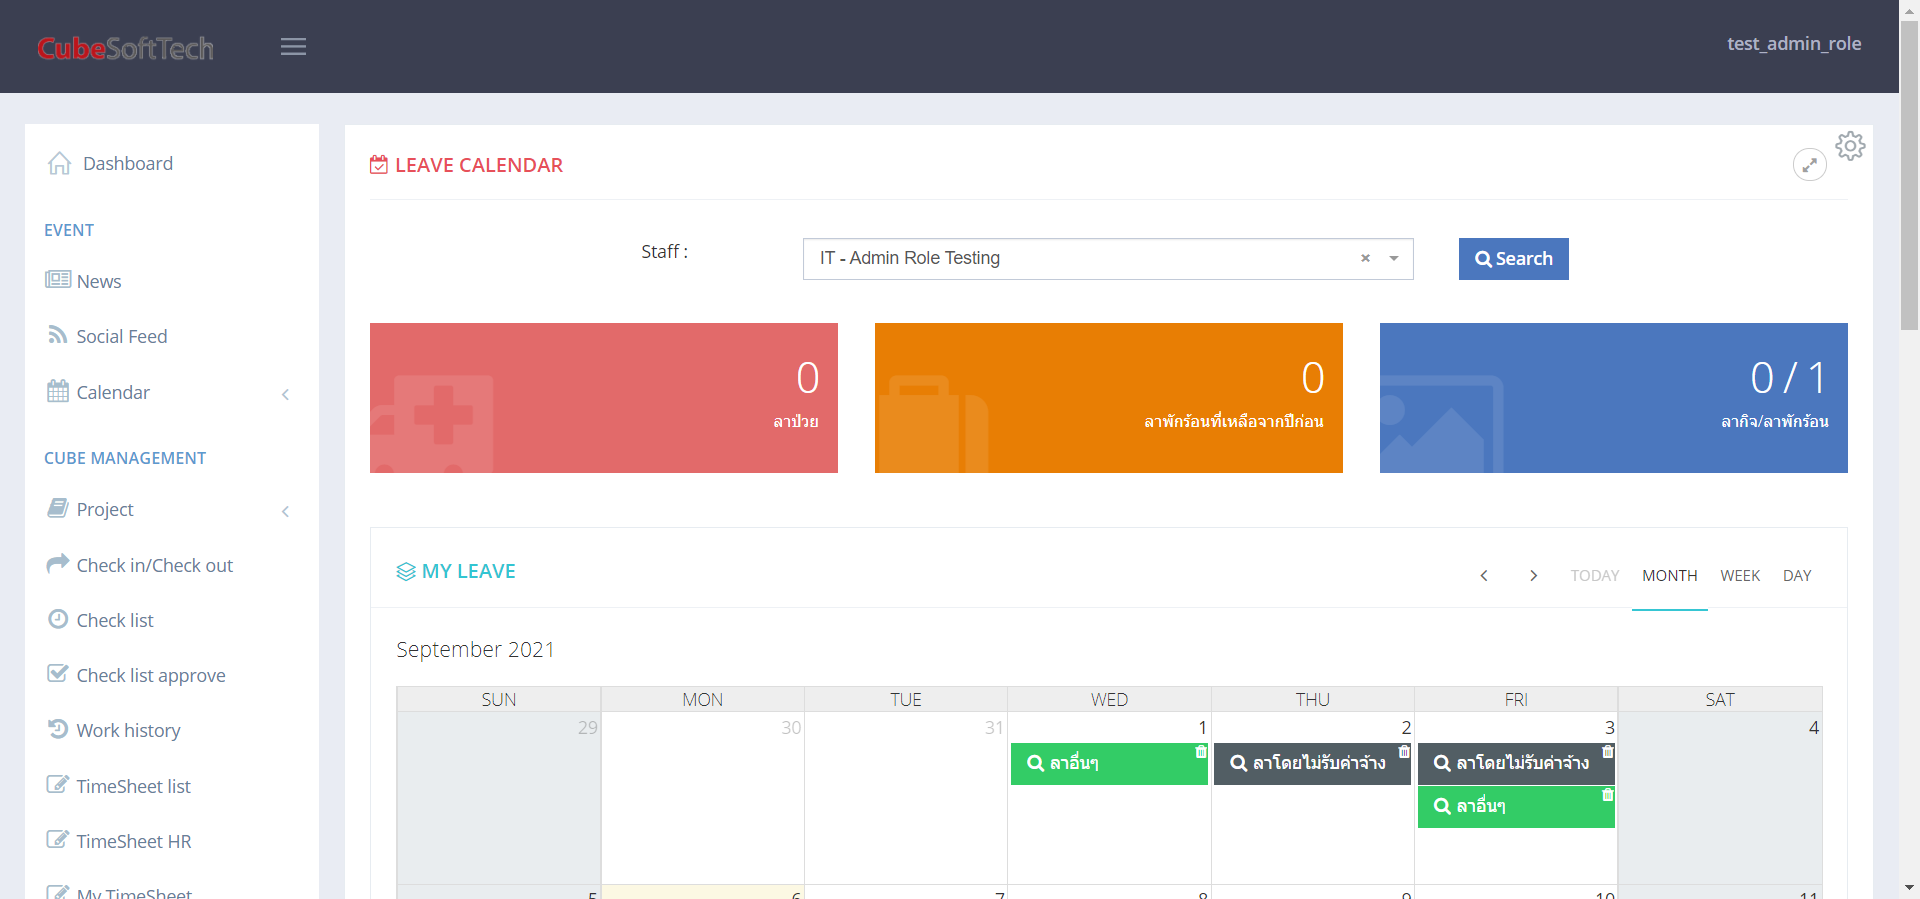 CubeSoftTech
test_admin_role
Dashboard
EVENT
News
Social Feed
Calendar
CUBE MANAGEMENT
Project
Check in/Check out
Check list
Check list approve
Work history
TimeSheet list
TimeSheet HR
My TimeSheet
LEAVE CALENDAR
Staff :
IT - Admin Role Testing
Search
0
ลาป่วย
0
ลาพักร้อนที่เหลือจากปีก่อน
0 / 1
ลากิจ/ลาพักร้อน
MY LEAVE
TODAY MONTH WEEK DAY
September 2021
SUN MON TUE WED THU FRI SAT
29 30 31 1 2 3 4
ลาอื่นๆ ลาโดยไม่รับค่าจ้าง ลาโดยไม่รับค่าจ้าง
ลาอื่นๆ
5 6 7 8 9 10 11